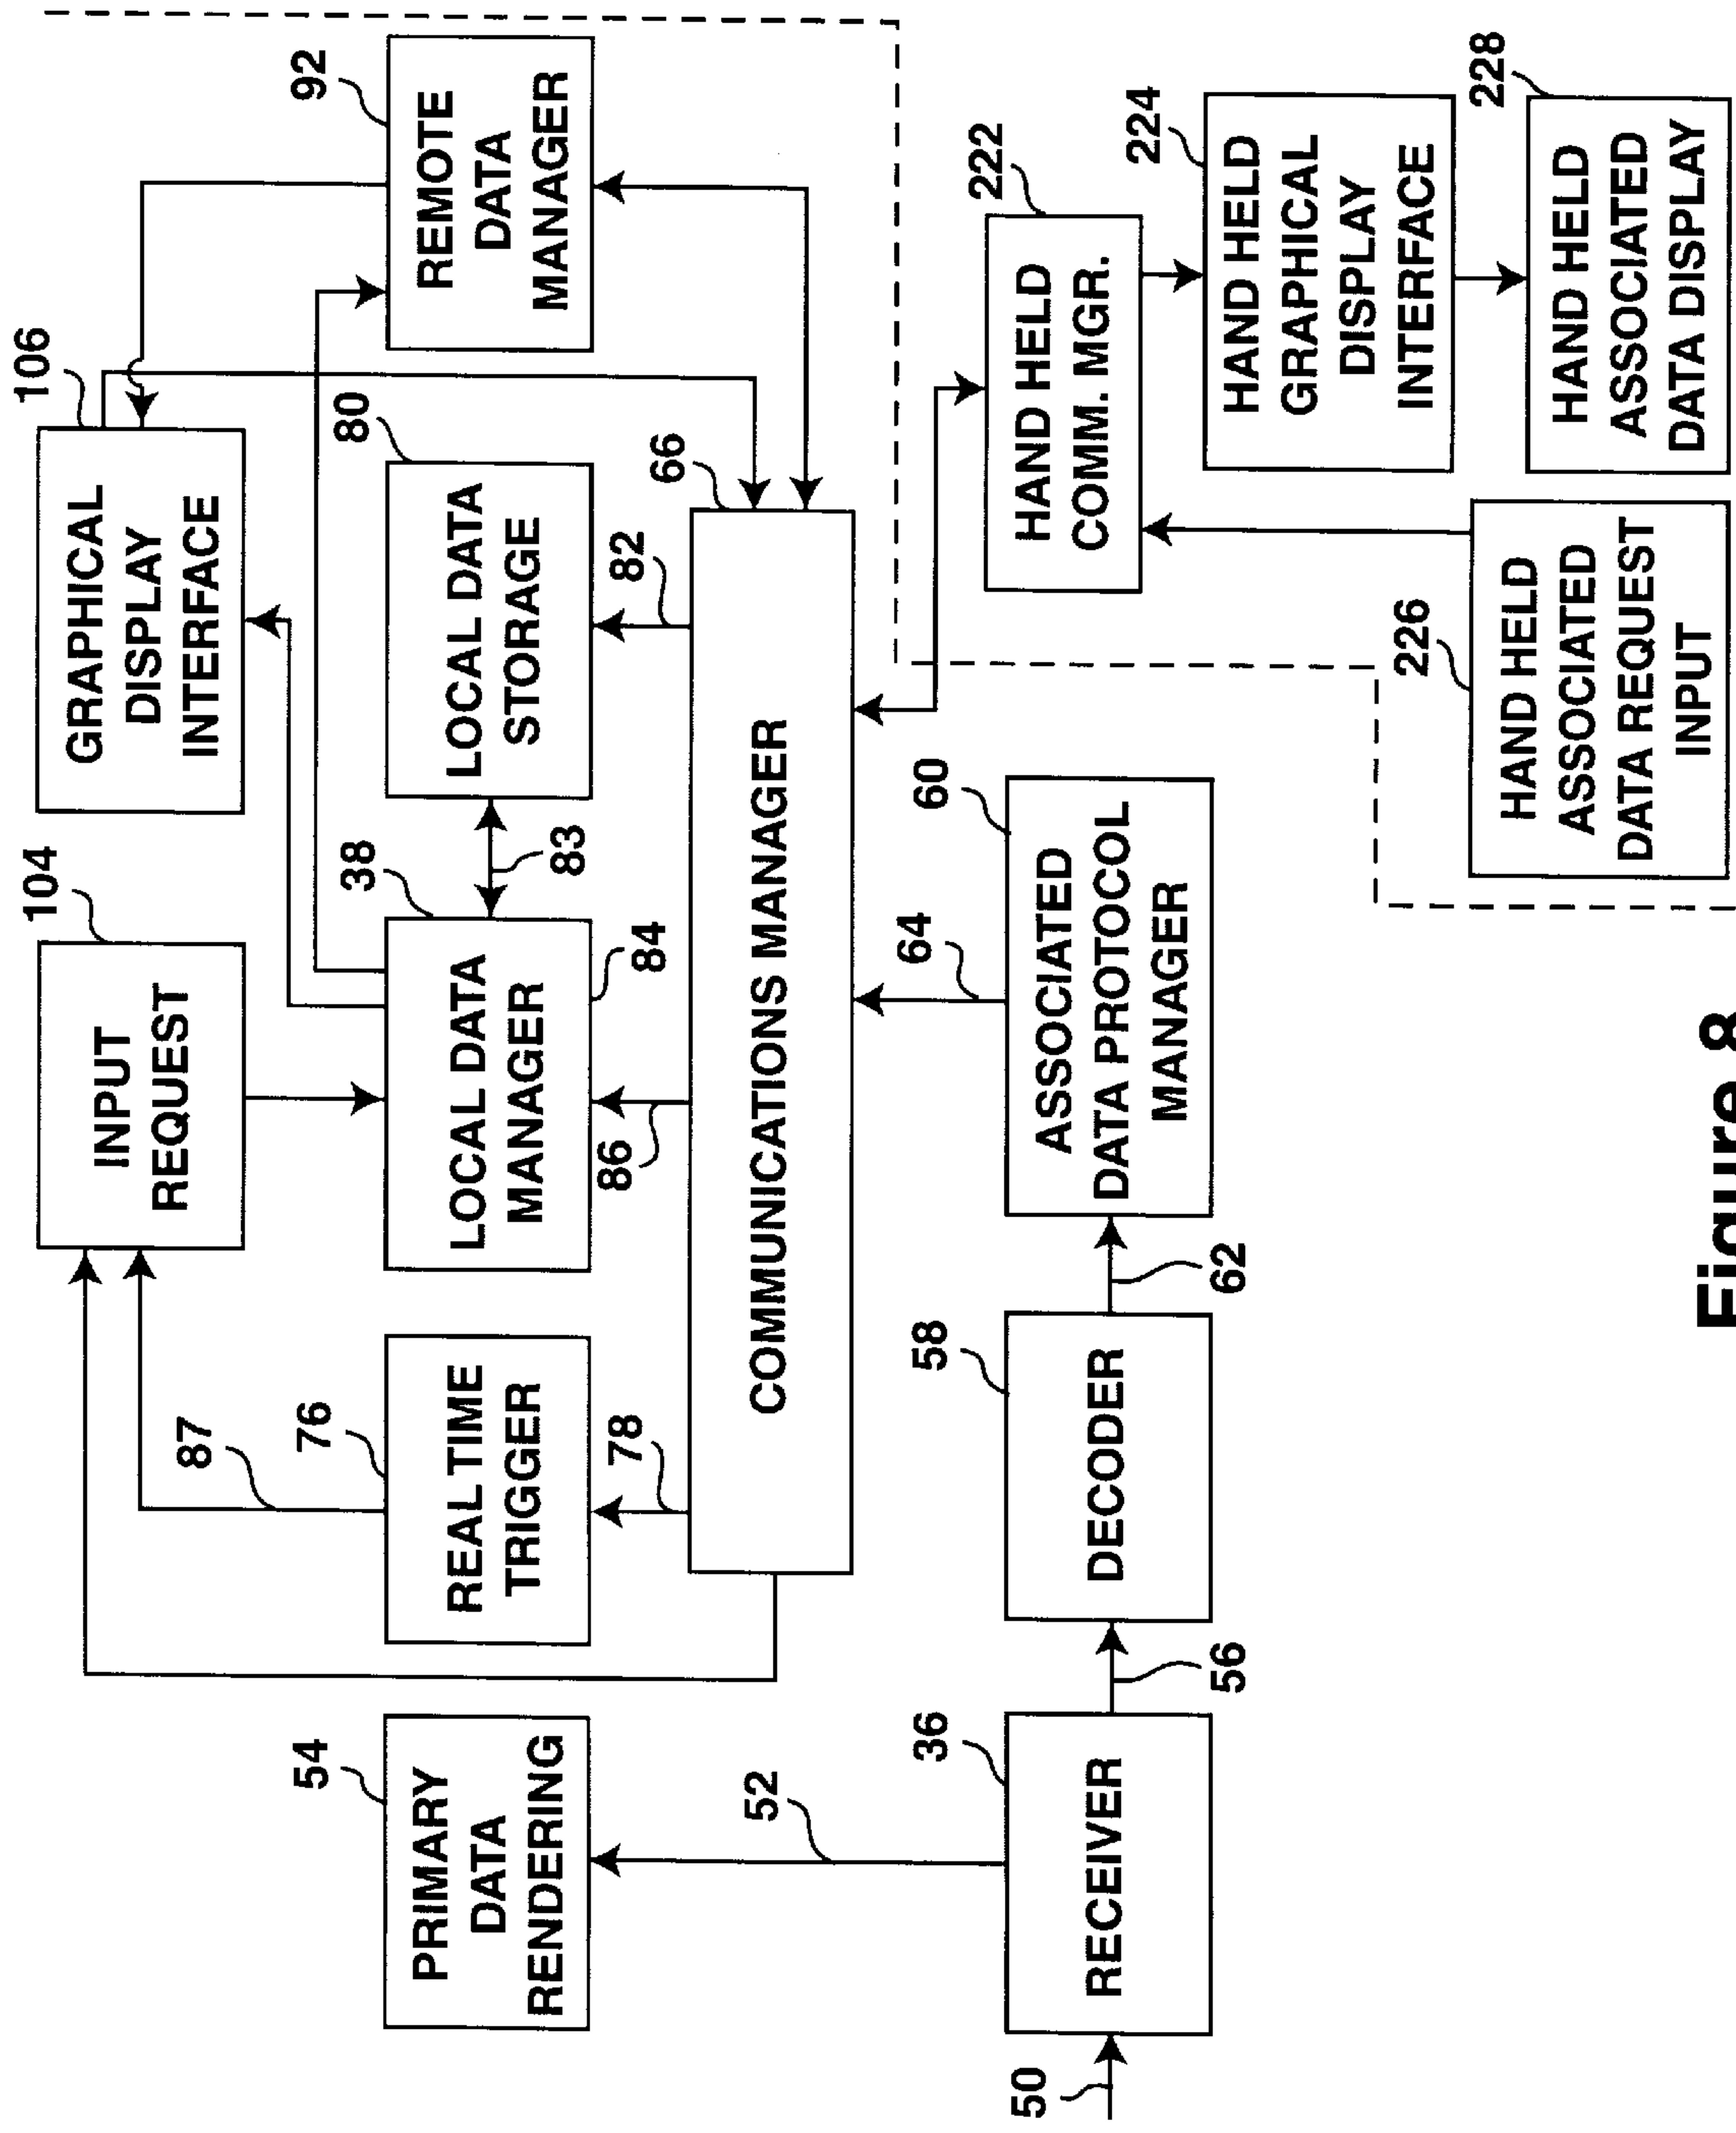 104
INPUT
REQUEST
106
GRAPHICAL
DISPLAY
INTERFACE
87
54
PRIMARY
DATA
RENDERING
76
REAL TIME
TRIGGER
38
LOCAL DATA
MANAGER
84
83
80
LOCAL DATA
STORAGE
92
REMOTE
DATA
MANAGER
78
86
82
66
52
COMMUNICATIONS MANAGER
50
36
RECEIVER
56
58
DECODER
62
64
60
ASSOCIATED
DATA PROTOCOL
MANAGER
222
HAND HELD
COMM. MGR.
224
HAND HELD
GRAPHICAL
DISPLAY
INTERFACE
226
HAND HELD
ASSOCIATED
DATA REQUEST
INPUT
228
HAND HELD
ASSOCIATED
DATA DISPLAY
Figure 8